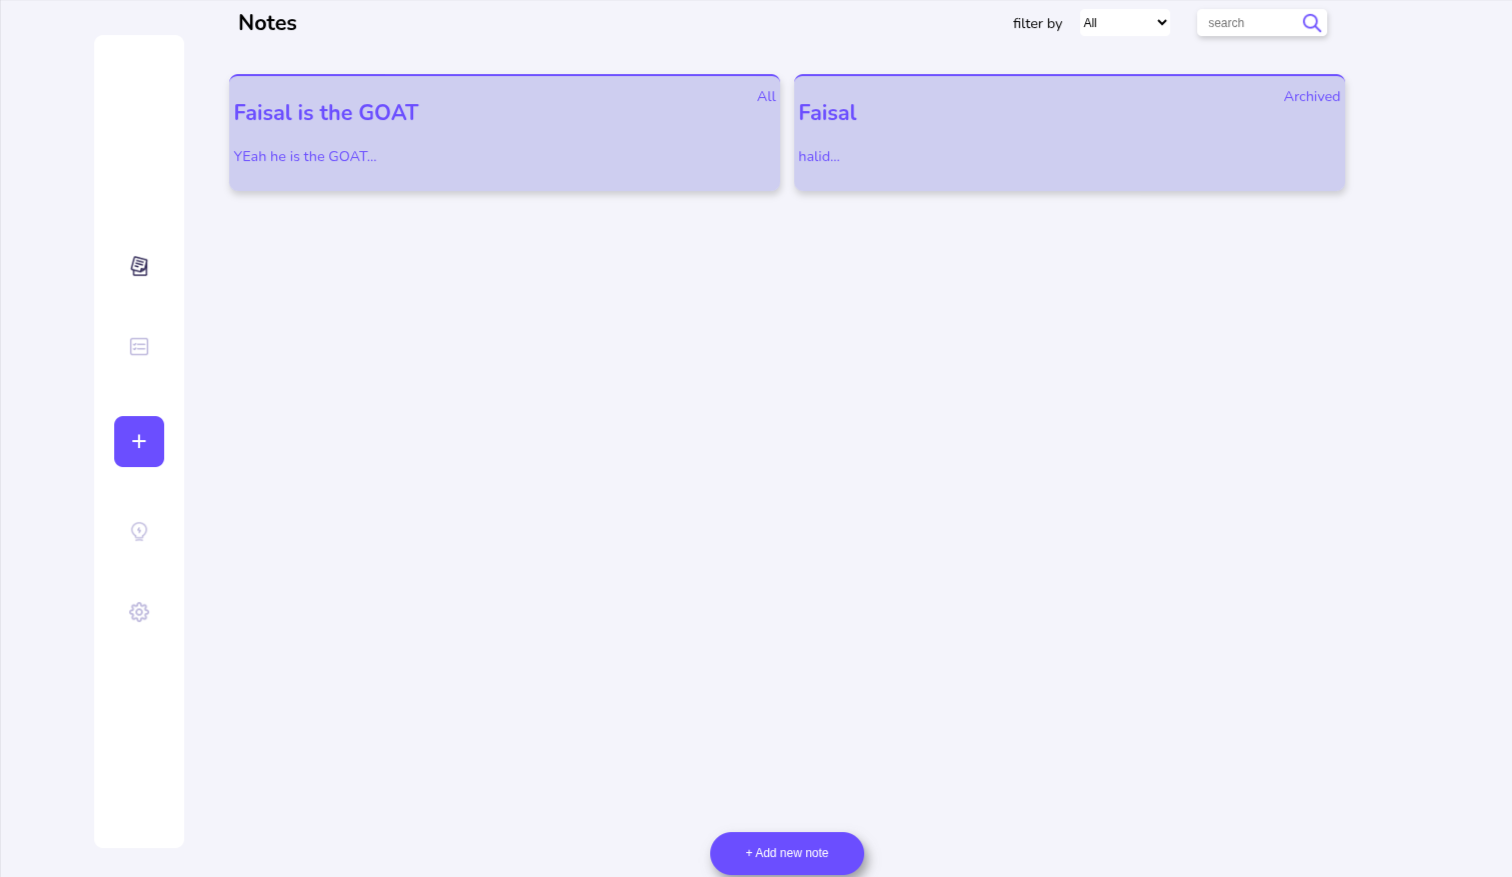 Notes
filter by
All
search
All
Faisal is the GOAT
YEah he is the GOAT...
Archived
Faisal
halid...
+ Add new note